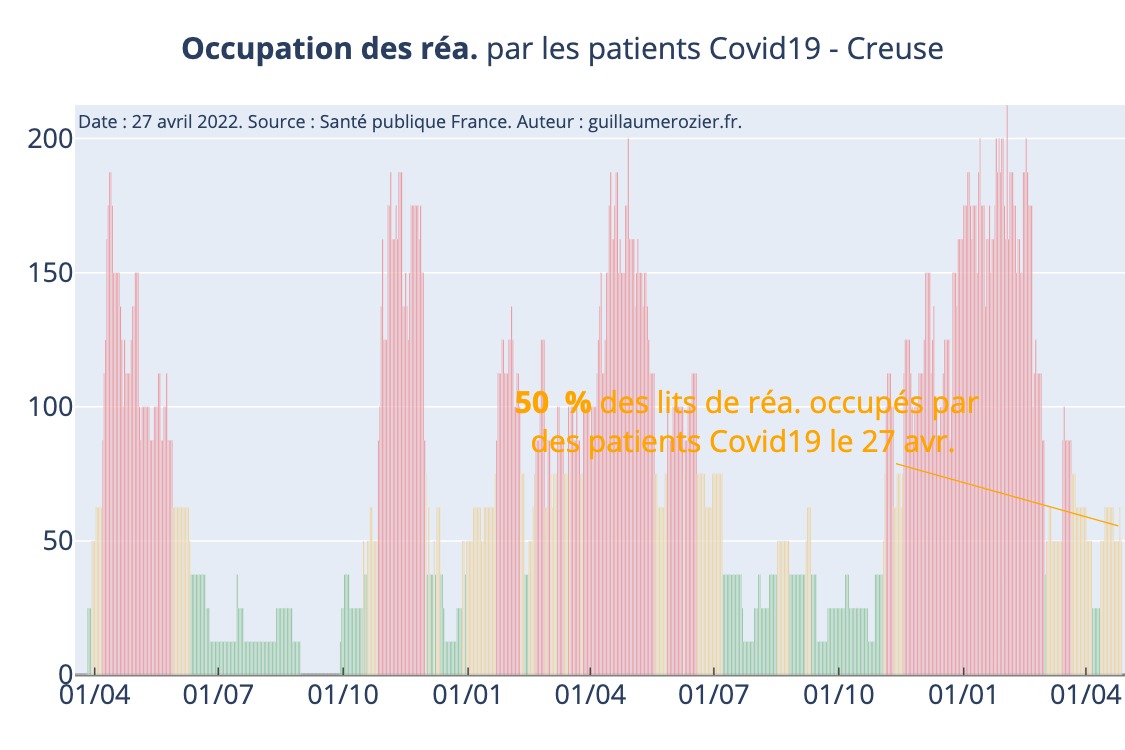 Occupation des réa. par les patients Covid19 - Creuse
Date : 27 avril 2022. Source : Santé publique France. Auteur : guillaumerozier.fr.
200
150
100
50
0
50 % des lits de réa. occupés par
des patients Covid19 le 27 avr.
01/04 01/07 01/10 01/01 01/04 01/07 01/10 01/01 01/04